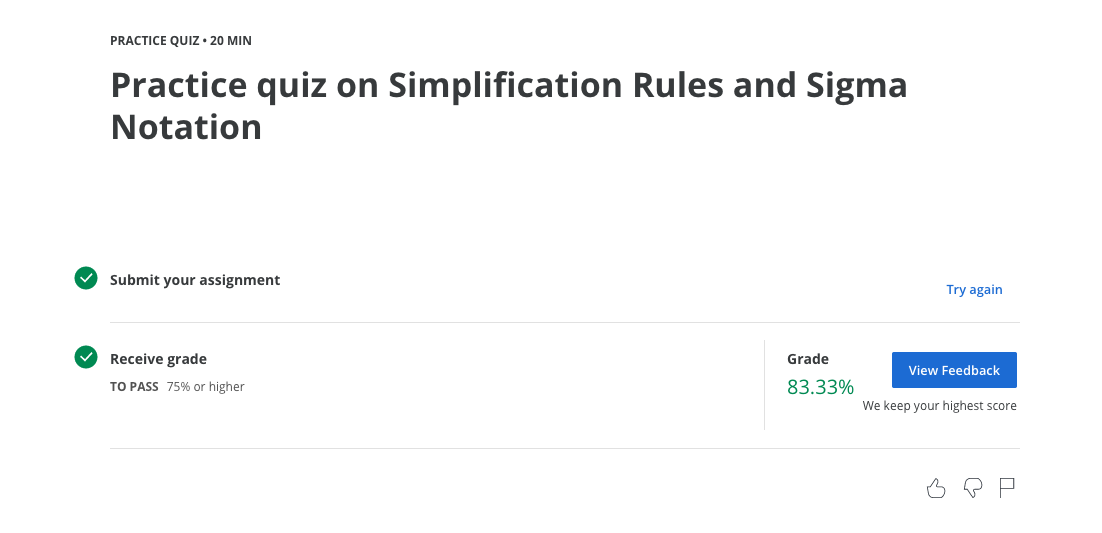 PRACTICE QUIZ • 20 MIN
Practice quiz on Simplification Rules and Sigma
Notation
Submit your assignment
Try again
Receive grade
TO PASS 75% or higher
Grade
83.33%
View Feedback
We keep your highest score